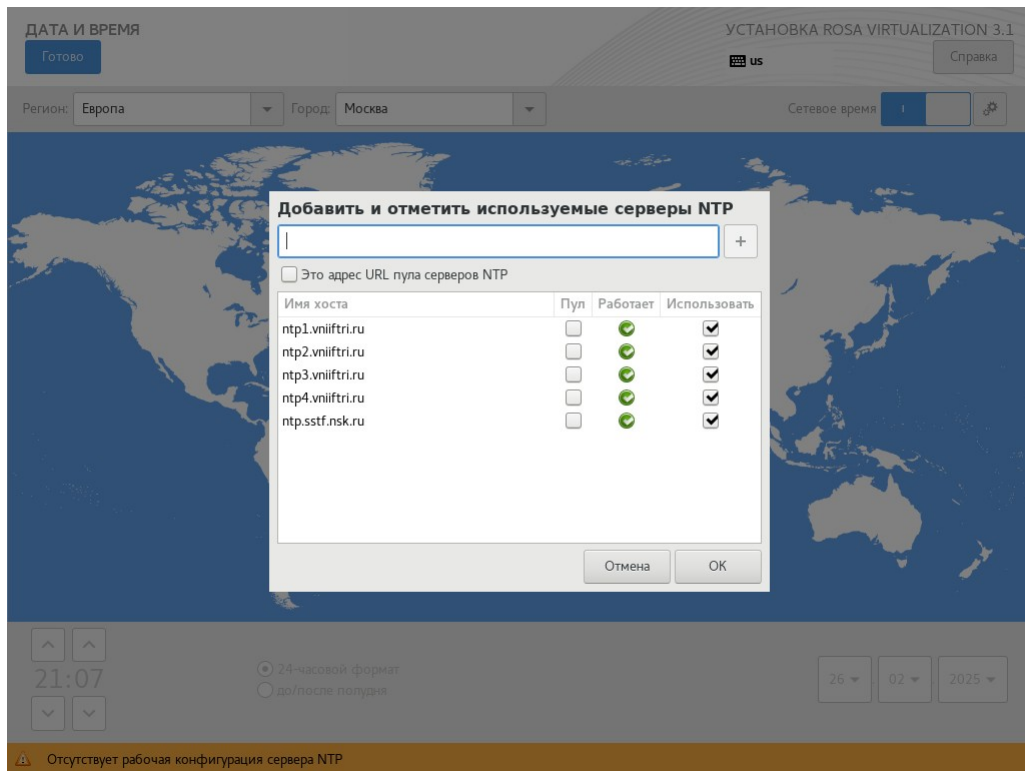 ДАТА И ВРЕМЯ
УСТАНОВКА ROSA VIRTUALIZATION 3.1
Готово
us
Справка
Регион: Европа
Город: Москва
Сетевое время
Добавить и отметить используемые серверы NTP
+
Это адрес URL пула серверов NTP
Имя хоста Пул Работает Использовать
ntp1.vniiftri.ru
ntp2.vniiftri.ru
ntp3.vniiftri.ru
ntp4.vniiftri.ru
ntp.sstf.nsk.ru
Отмена OK
21:07
24-часовой формат
до/после полудня
26 02 2025
Отсутствует рабочая конфигурация сервера NTP